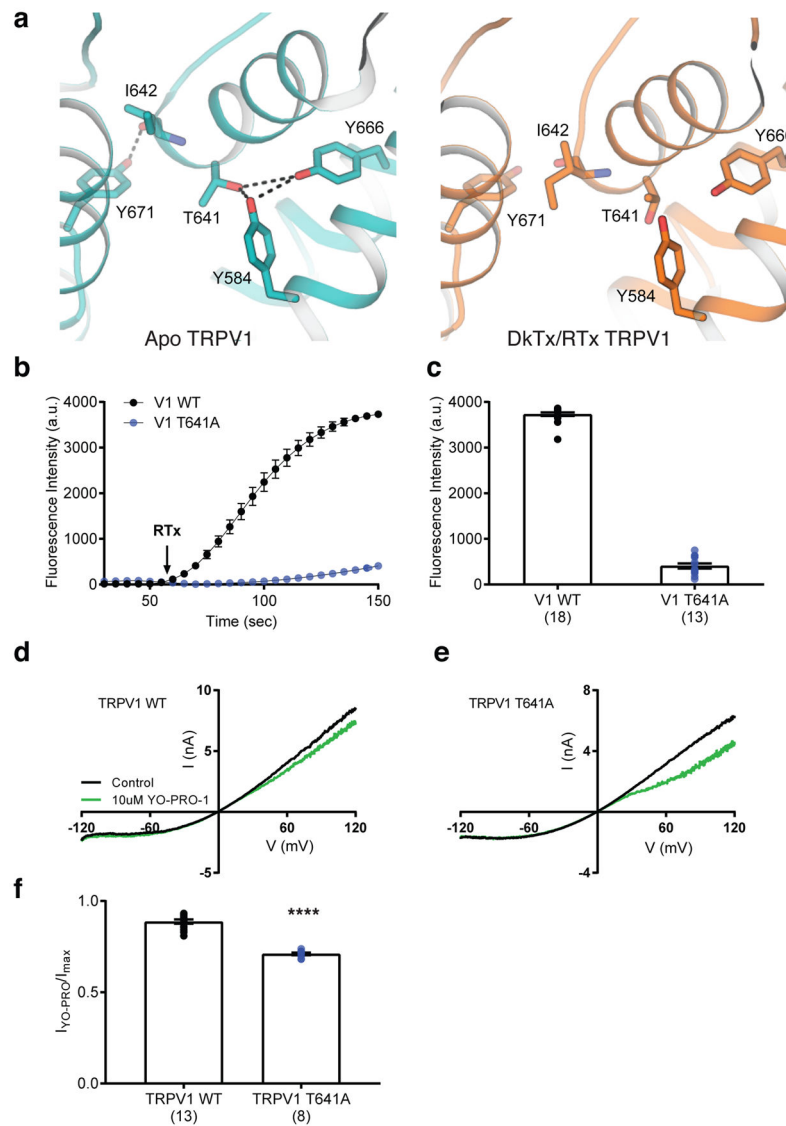 a
I642
Y666
T641
Y671
Y584
Apo TRPV1
I642
Y666
Y671
T641
Y584
DkTx/RTx TRPV1
b
Fluorescence Intensity (a.u.)
4000
3000
2000
1000
0
V1 WT
V1 T641A
RTx
50
100
150
Time (sec)
c
Fluorescence Intensity (a.u.)
4000
3000
2000
1000
0
V1 WT
(18)
V1 T641A
(13)
d
TRPV1 WT
I (nA)
10
5
-5
Control
10uM YO-PRO-1
-120
-60
60
120
V (mV)
e
TRPV1 T641A
I (nA)
8
4
-4
-120
-60
60
120
V (mV)
f
IYO-PRO/Imax
1.0
0.5
0.0
****
TRPV1 WT
(13)
TRPV1 T641A
(8)